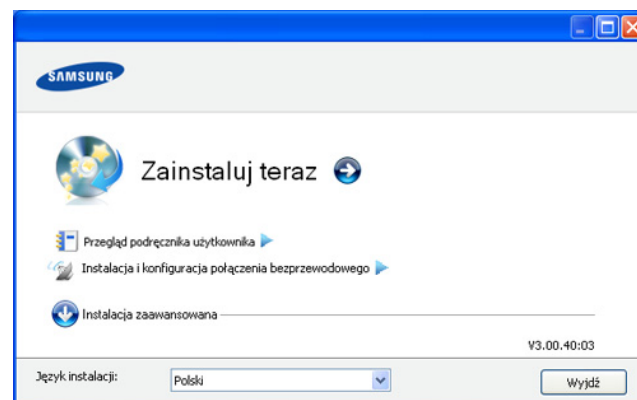 SAMSUNG
Zainstaluj teraz
Przegląd podręcznika użytkownika
Instalacja i konfiguracja połączenia bezprzewodowego
Instalacja zaawansowana
V3.00.40:03
Język instalacji:
Polski
Wyjdź